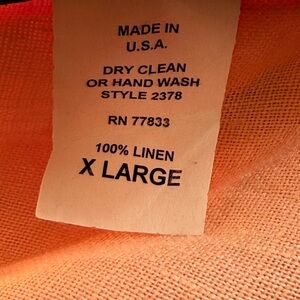 MADE IN
U.S.A.
DRY CLEAN
OR HAND WASH
STYLE 2378
RN 77833
100% LINEN
X LARGE